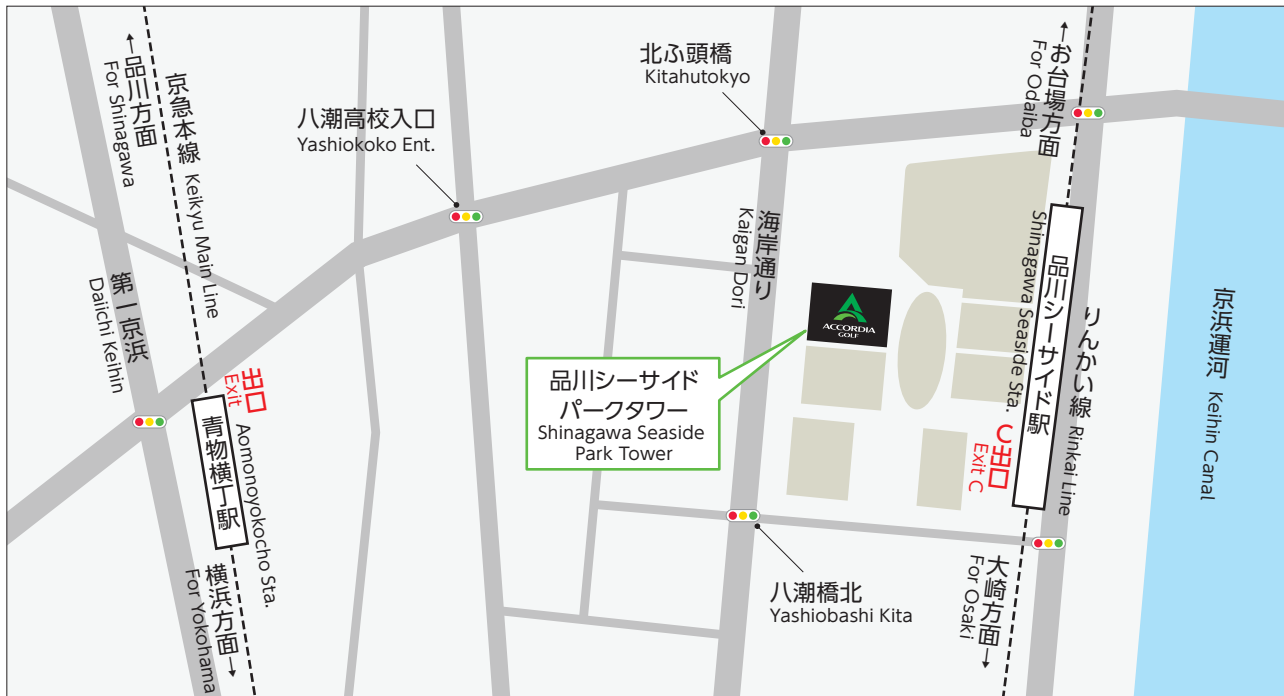 ←品川方面
For Shinagawa
京急本線 Keikyu Main Line
八潮高校入口
Yashiokoko Ent.
北ふ頭橋
Kitahutokyo
←お台場方面
For Odaiba
第一京浜
Daiichi Keihin
海岸通り
Kaigan Dori
ACCORDIA
GOLF
品川シーサイド
パークタワー
Shinagawa Seaside
Park Tower
品川シーサイド駅
Shinagawa Seaside Sta.
りんかい線 Rinkai Line
京浜運河 Keihin Canal
出口
Exit
青物横丁駅
Aomonoyokocho Sta.
C出口
Exit C
横浜方面→
For Yokohama
八潮橋北
Yashiobashi Kita
大崎方面→
For Osaki